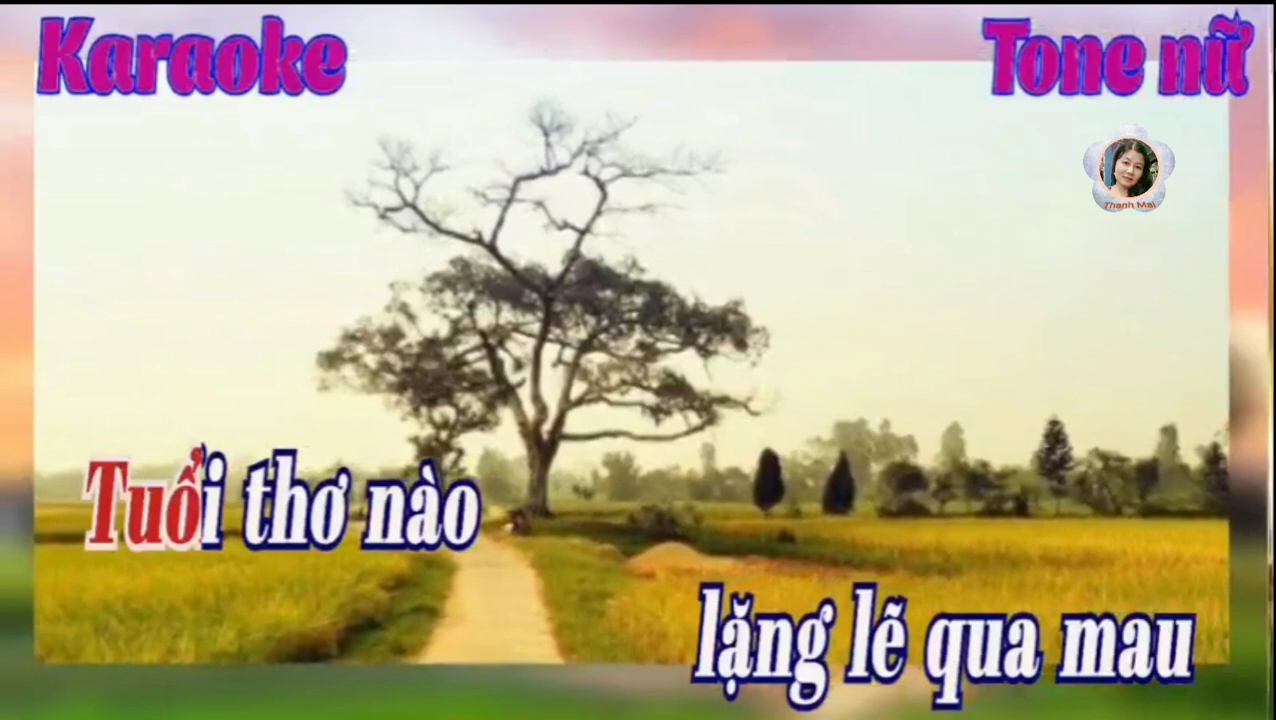 Karaoke
Tone nữ
Thanh Mai
Tuổi thơ nào
lặng lẽ qua mau